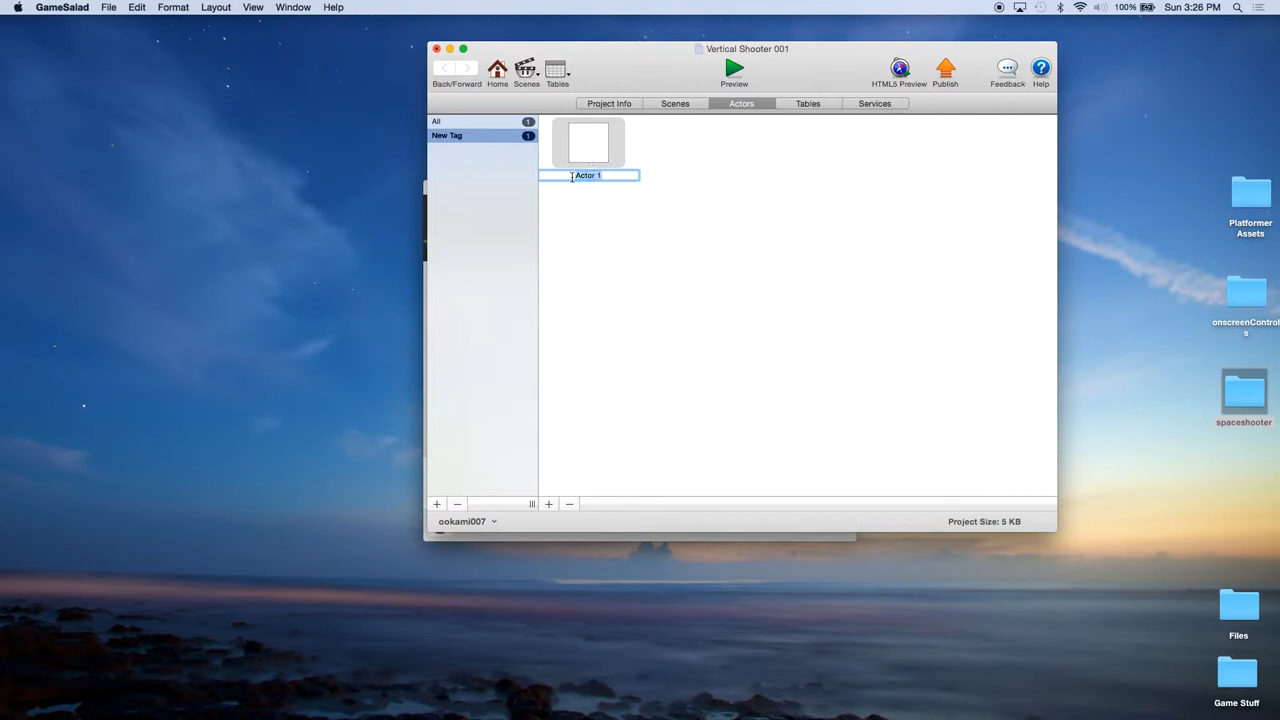 GameSalad File Edit Format Layout View Window Help 100% Sun 3:26 PM
Vertical Shooter 001
Back/Forward Home Scenes Tables Preview HTML5 Preview Publish Feedback Help
Project Info Scenes Actors Tables Services
All 1
New Tag 1
Actor 1
Platformer
Assets
onscreenControl
s
spaceshooter
ookami007 Project Size: 5 KB
Files
Game Stuff